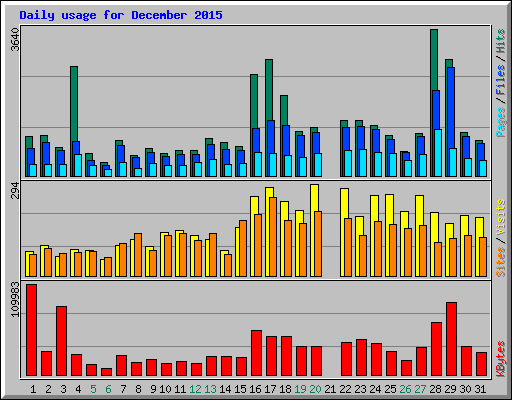 Daily usage for December 2015
3640
Pages / Files / Hits
294
Sites / Visits
109983
KBytes
1 2 3 4 5 6 7 8 9 10 11 12 13 14 15 16 17 18 19 20 21 22 23 24 25 26 27 28 29 30 31